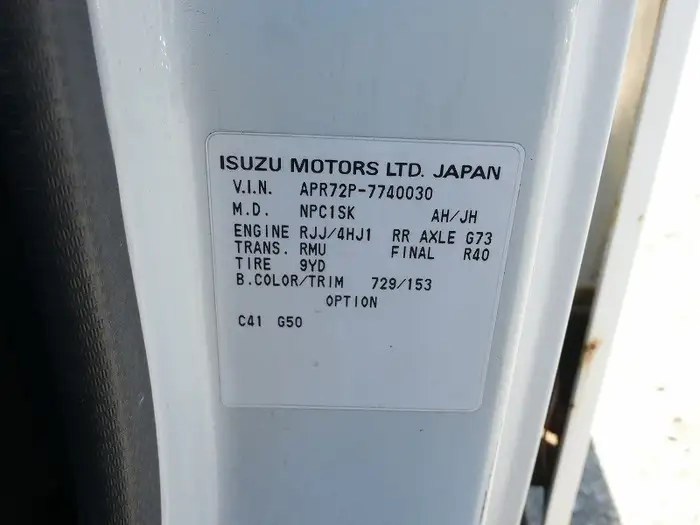 ISUZU MOTORS LTD. JAPAN
V.I.N. APR72P-7740030
M.D. NPC1SK AH/JH
ENGINE RJJ/4HJ1 RR AXLE G73
TRANS. RMU FINAL R40
TIRE 9YD
B.COLOR/TRIM 729/153
OPTION
C41 G50